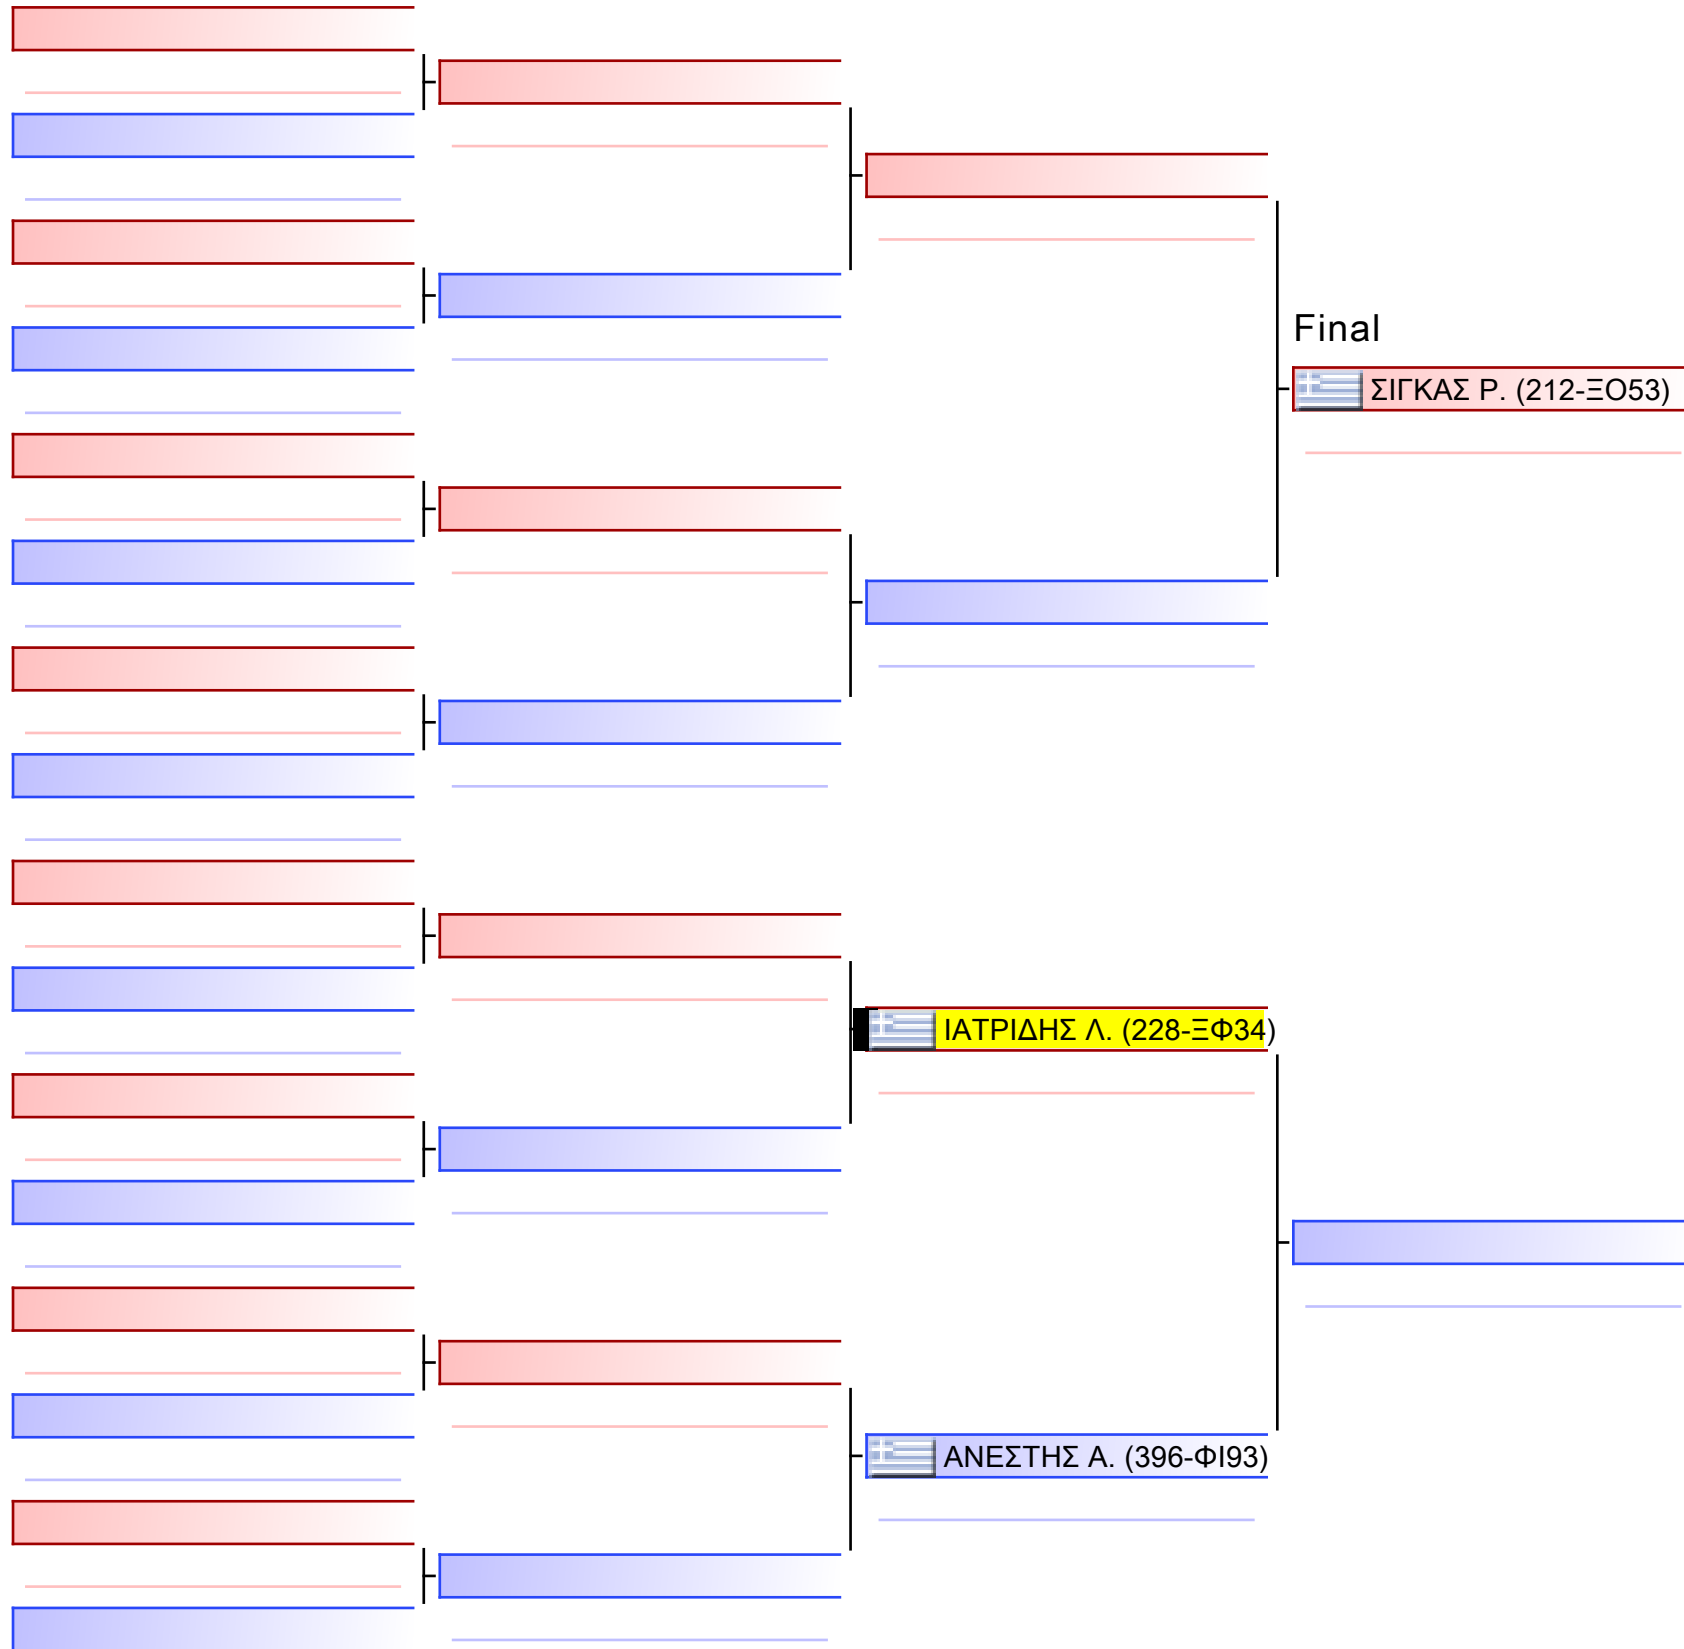 Final
ΣΙΓΚΑΣ Ρ. (212-ΞΟ53)
ΙΑΤΡΙΔΗΣ Λ. (228-ΞΦ34)
ΑΝΕΣΤΗΣ Α. (396-ΦΙ93)